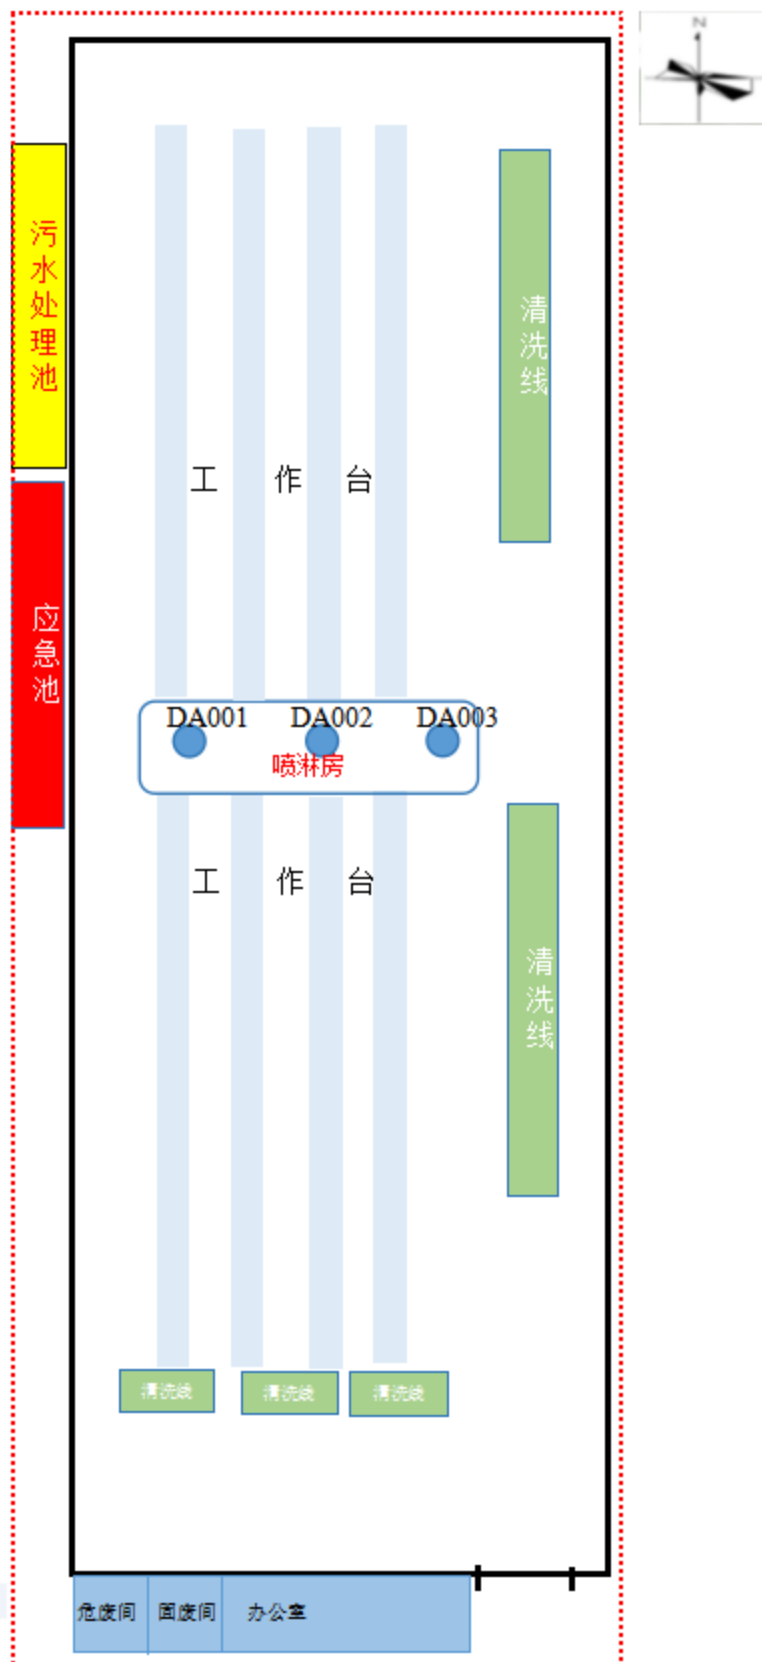 N
污水处理池
清洗线
工 作 台
应急池
DA001 DA002 DA003
喷淋房
工 作 台
清洗线
清洗线 清洗线 清洗线
危废间 固废间 办公室